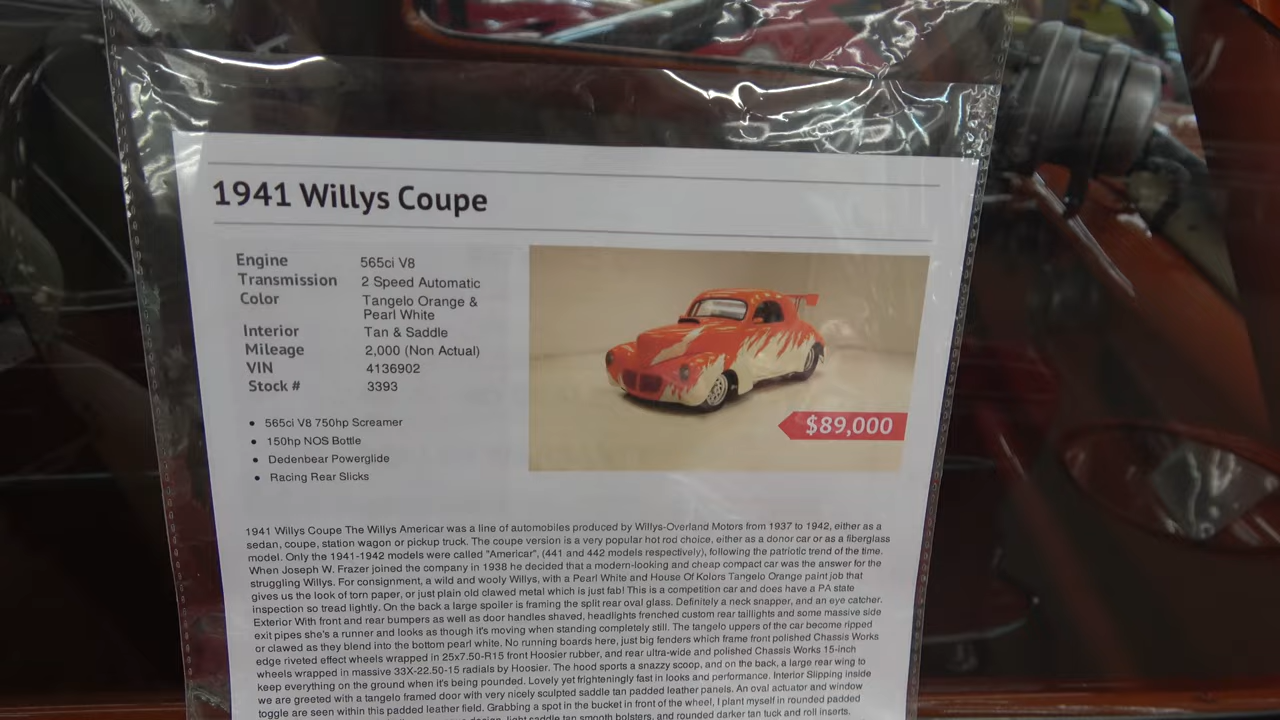 1941 Willys Coupe
Engine 565ci V8
Transmission 2 Speed Automatic
Color Tangelo Orange &
Pearl White
Interior Tan & Saddle
Mileage 2,000 (Non Actual)
VIN 4136902
Stock # 3393
$89,000
• 565ci V8 750hp Screamer
• 150hp NOS Bottle
• Dedenbear Powerglide
• Racing Rear Slicks
1941 Willys Coupe The Willys Americar was a line of automobiles produced by Willys-Overland Motors from 1937 to 1942, either as a
sedan, coupe, station wagon or pickup truck. The coupe version is a very popular hot rod choice, either as a donor car or as a fiberglass
model. Only the 1941-1942 models were called "Americar", (441 and 442 models respectively), following the patriotic trend of the time.
When Joseph W. Frazer joined the company in 1938 he decided that a modern-looking and cheap compact car was the answer for the
struggling Willys. For consignment, a wild and wooly Willys, with a Pearl White and House Of Kolors Tangelo Orange paint job that
gives us the look of torn paper, or just plain old clawed metal which is just fab! This is a competition car and does have a PA state
inspection so tread lightly. On the back a large spoiler is framing the split rear oval glass. Definitely a neck snapper, and an eye catcher.
Exterior With front and rear bumpers as well as door handles shaved, headlights frenched custom rear taillights and some massive side
exit pipes she's a runner and looks as though it's moving when standing completely still. The tangelo uppers of the car become ripped
or clawed as they blend into the bottom pearl white. No running boards here, just big fenders which frame front polished Chassis Works
edge riveted effect wheels wrapped in 25x7.50-R15 front Hoosier rubber, and rear ultra-wide and polished Chassis Works 15-inch
wheels wrapped in massive 33X-22.50-15 radials by Hoosier. The hood sports a snazzy scoop, and on the back, a large rear wing to
keep everything on the ground when it's being pounded. Lovely yet frighteningly fast in looks and performance. Interior Slipping inside
we are greeted with a tangelo framed door with very nicely sculpted saddle tan padded leather panels. An oval actuator and window
toggle are seen within this padded leather field. Grabbing a spot in the bucket in front of the wheel, I plant myself in rounded padded
design, light saddle tan smooth bolsters, and rounded darker tan tuck and roll inserts.